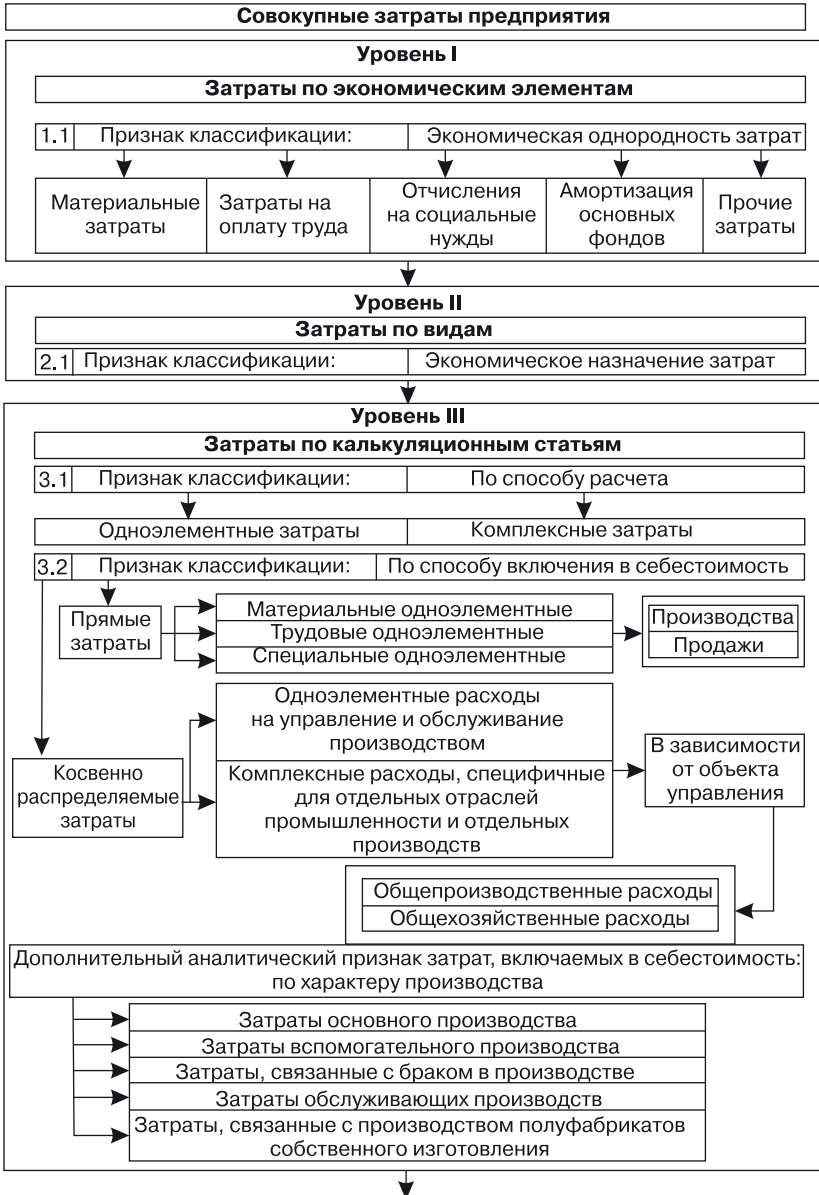 Совокупные затраты предприятия
Уровень I
Затраты по экономическим элементам
1.1 Признак классификации: Экономическая однородность затрат
Материальные
затраты
Затраты на
оплату труда
Отчисления
на социальные
нужды
Амортизация
основных
фондов
Прочие
затраты
Уровень II
Затраты по видам
2.1 Признак классификации: Экономическое назначение затрат
Уровень III
Затраты по калькуляционным статьям
3.1 Признак классификации: По способу расчета
Одноэлементные затраты Комплексные затраты
3.2 Признак классификации: По способу включения в себестоимость
Прямые
затраты
Материальные одноэлементные
Трудовые одноэлементные
Специальные одноэлементные
Производства
Продажи
Косвенно
распределяемые
затраты
Одноэлементные расходы
на управление и обслуживание
производством
Комплексные расходы, специфичные
для отдельных отраслей
промышленности и отдельных
производств
В зависимости
от объекта
управления
Общепроизводственные расходы
Общехозяйственные расходы
Дополнительный аналитический признак затрат, включаемых в себестоимость:
по характеру производства
Затраты основного производства
Затраты вспомогательного производства
Затраты, связанные с браком в производстве
Затраты обслуживающих производств
Затраты, связанные с производством полуфабрикатов
собственного изготовления